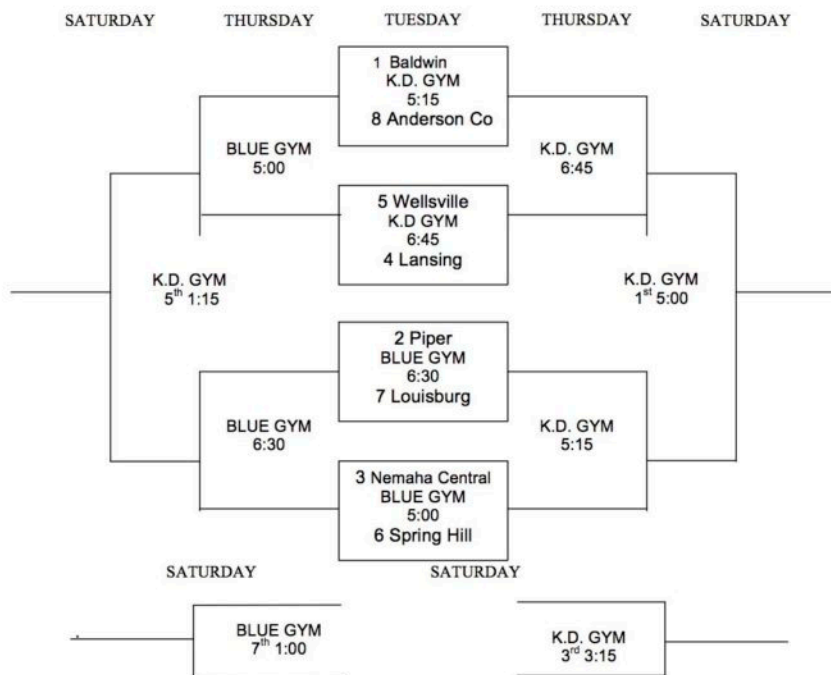 SATURDAY THURSDAY TUESDAY THURSDAY SATURDAY
1 Baldwin
K.D. GYM
5:15
8 Anderson Co
BLUE GYM
5:00
K.D. GYM
6:45
5 Wellsville
K.D GYM
6:45
4 Lansing
K.D. GYM
5th 1:15
K.D. GYM
1st 5:00
2 Piper
BLUE GYM
6:30
7 Louisburg
BLUE GYM
6:30
K.D. GYM
5:15
3 Nemaha Central
BLUE GYM
5:00
6 Spring Hill
SATURDAY SATURDAY
BLUE GYM
7th 1:00
K.D. GYM
3rd 3:15